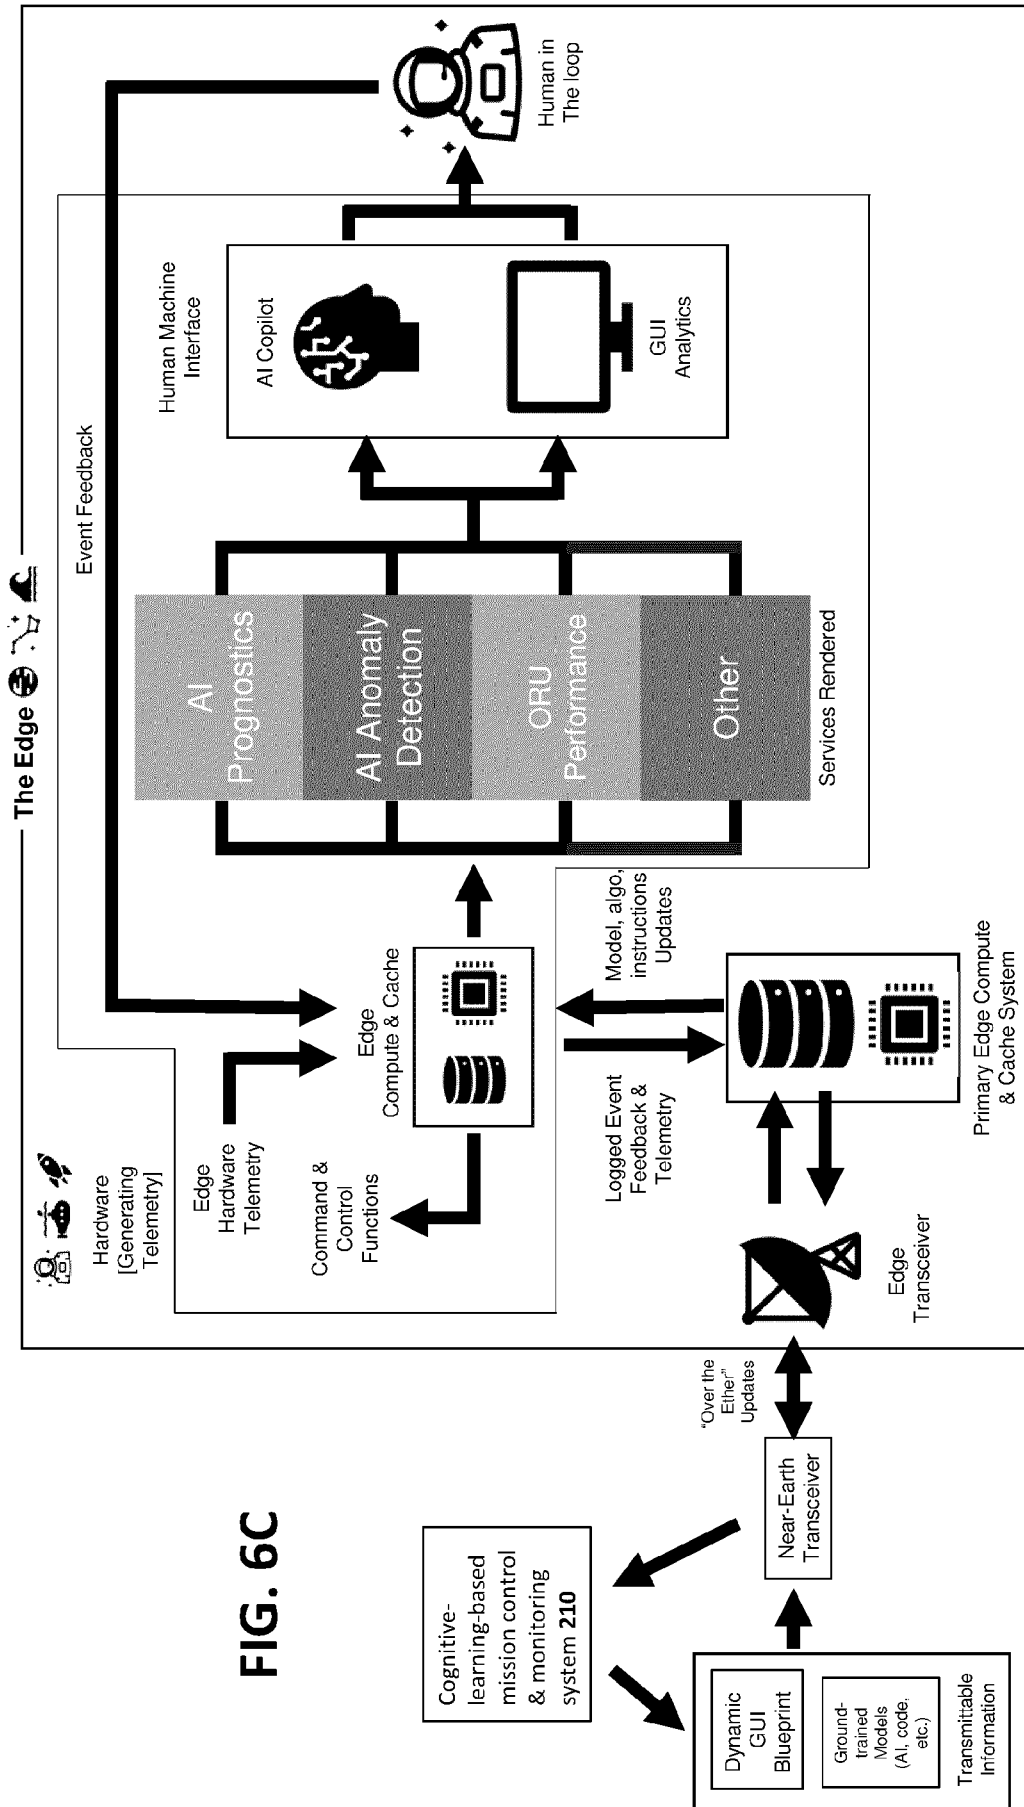 The Edge
Hardware
[Generating
Telemetry]
Event Feedback
Edge
Hardware
Telemetry
Command &
Control
Functions
Edge
Compute & Cache
AI
Prognostics
AI Anomaly
Detection
ORU
Performance
Other
Services Rendered
Human Machine
Interface
AI Copilot
GUI
Analytics
Human in
The loop
Logged Event
Feedback &
Telemetry
Model, algo,
instructions
Updates
Primary Edge Compute
& Cache System
Edge
Transceiver
"Over the
Ether"
Updates
Near-Earth
Transceiver
Cognitive-
learning-based
mission control
& monitoring
system 210
Dynamic
GUI
Blueprint
Ground-
trained
Models
(AI, code,
etc.)
Transmittable
Information
FIG. 6C